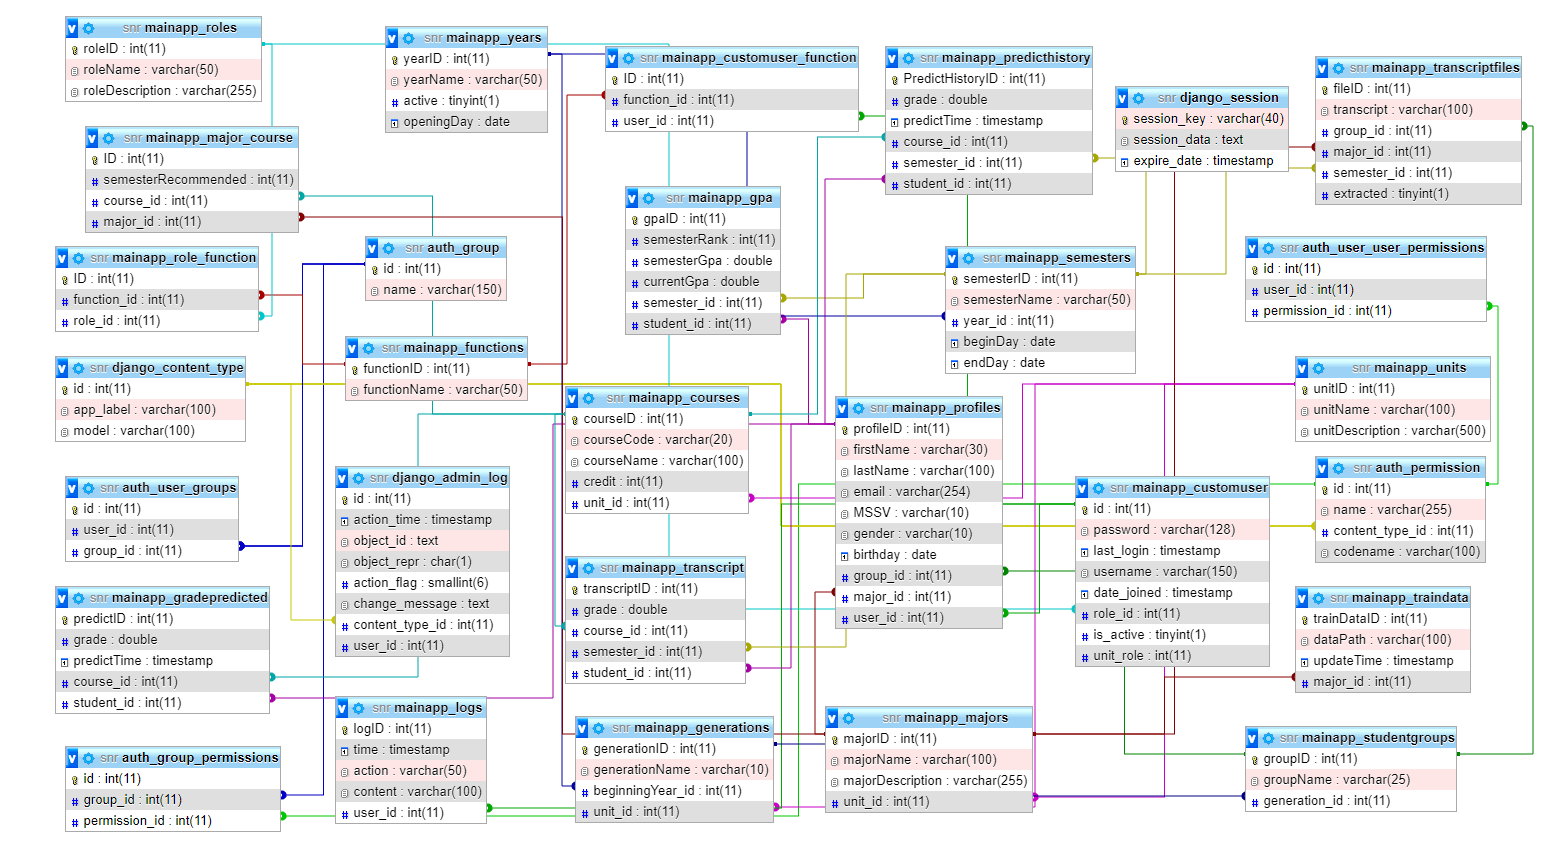 snr mainapp_roles
roleID : int(11)
roleName : varchar(50)
roleDescription : varchar(255)
snr mainapp_years
yearID : int(11)
yearName : varchar(50)
active : tinyint(1)
openingDay : date
snr mainapp_customuser_function
ID : int(11)
function_id : int(11)
user_id : int(11)
snr mainapp_predicthistory
PredictHistoryID : int(11)
grade : double
predictTime : timestamp
course_id : int(11)
semester_id : int(11)
student_id : int(11)
snr django_session
session_key : varchar(40)
session_data : text
expire_date : timestamp
snr mainapp_transcriptfiles
fileID : int(11)
transcript : varchar(100)
group_id : int(11)
major_id : int(11)
semester_id : int(11)
extracted : tinyint(1)
snr mainapp_major_course
ID : int(11)
semesterRecommended : int(11)
course_id : int(11)
major_id : int(11)
snr mainapp_gpa
gpaID : int(11)
semesterRank : int(11)
semesterGpa : double
currentGpa : double
semester_id : int(11)
student_id : int(11)
snr mainapp_role_function
ID : int(11)
function_id : int(11)
role_id : int(11)
snr auth_group
id : int(11)
name : varchar(150)
snr mainapp_semesters
semesterID : int(11)
semesterName : varchar(50)
year_id : int(11)
beginDay : date
endDay : date
snr auth_user_user_permissions
id : int(11)
user_id : int(11)
permission_id : int(11)
snr mainapp_functions
functionID : int(11)
functionName : varchar(50)
snr django_content_type
id : int(11)
app_label : varchar(100)
model : varchar(100)
snr mainapp_courses
courseID : int(11)
courseCode : varchar(20)
courseName : varchar(100)
credit : int(11)
unit_id : int(11)
snr mainapp_profiles
profileID : int(11)
firstName : varchar(30)
lastName : varchar(100)
email : varchar(254)
MSSV : varchar(10)
gender : varchar(10)
birthday : date
group_id : int(11)
major_id : int(11)
user_id : int(11)
snr mainapp_units
unitID : int(11)
unitName : varchar(100)
unitDescription : varchar(500)
snr auth_user_groups
id : int(11)
user_id : int(11)
group_id : int(11)
snr django_admin_log
id : int(11)
action_time : timestamp
object_id : text
object_repr : char(1)
action_flag : smallint(6)
change_message : text
content_type_id : int(11)
user_id : int(11)
snr mainapp_customuser
id : int(11)
password : varchar(128)
last_login : timestamp
username : varchar(150)
date_joined : timestamp
role_id : int(11)
is_active : tinyint(1)
unit_role : int(11)
snr auth_permission
id : int(11)
name : varchar(255)
content_type_id : int(11)
codename : varchar(100)
snr mainapp_gradepredicted
predictID : int(11)
grade : double
predictTime : timestamp
course_id : int(11)
student_id : int(11)
snr mainapp_transcript
transcriptID : int(11)
grade : double
course_id : int(11)
semester_id : int(11)
student_id : int(11)
snr mainapp_traindata
trainDataID : int(11)
dataPath : varchar(100)
updateTime : timestamp
major_id : int(11)
snr auth_group_permissions
id : int(11)
group_id : int(11)
permission_id : int(11)
snr mainapp_logs
logID : int(11)
time : timestamp
action : varchar(50)
content : varchar(100)
user_id : int(11)
snr mainapp_generations
generationID : int(11)
generationName : varchar(10)
beginningYear_id : int(11)
unit_id : int(11)
snr mainapp_majors
majorID : int(11)
majorName : varchar(100)
majorDescription : varchar(255)
unit_id : int(11)
snr mainapp_studentgroups
groupID : int(11)
groupName : varchar(25)
generation_id : int(11)